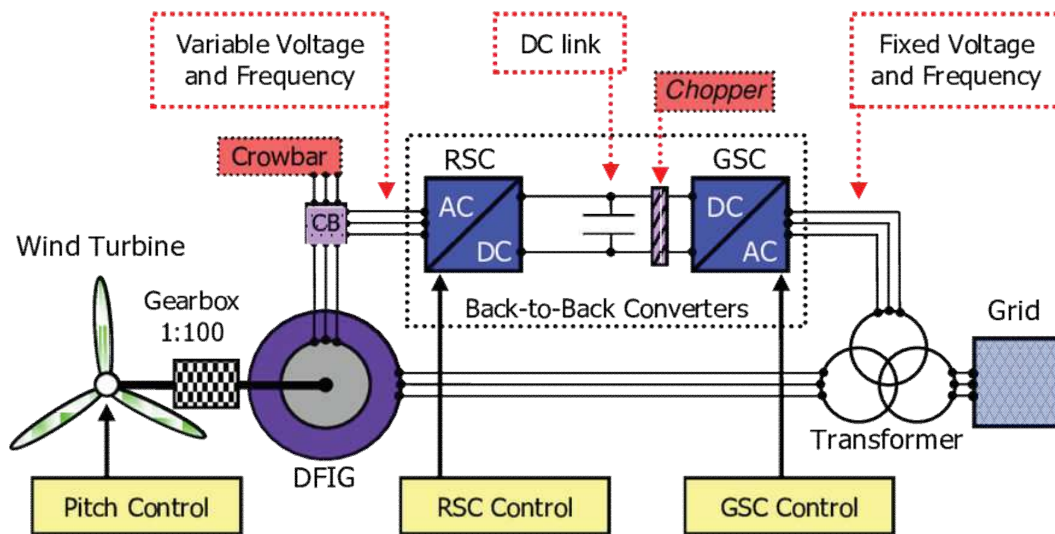 Variable Voltage
and Frequency
DC link
Fixed Voltage
and Frequency
Chopper
Crowbar
RSC
GSC
CB
AC
DC
DC
AC
Wind Turbine
Gearbox
1:100
Back-to-Back Converters
Grid
Transformer
DFIG
Pitch Control
RSC Control
GSC Control